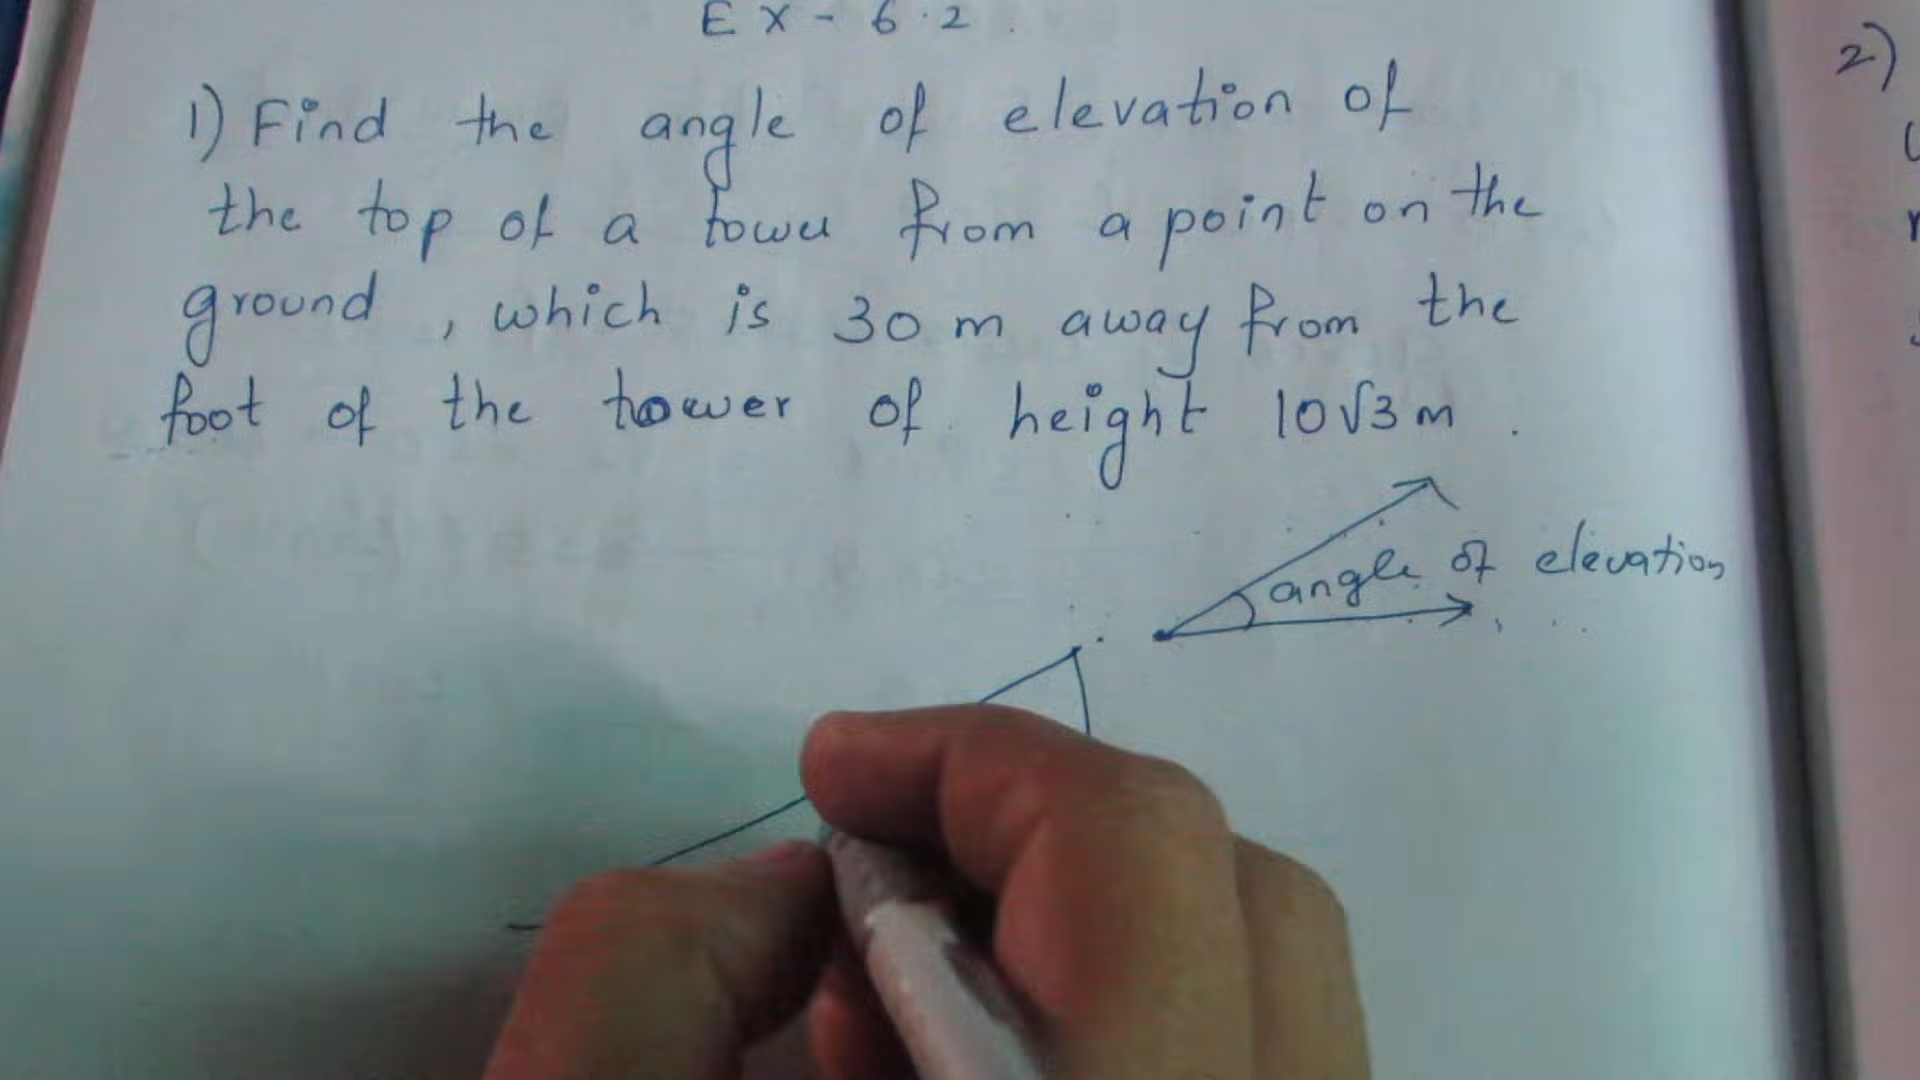 Ex - 6.2.
1) Find the angle of elevation of
the top of a tower from a point on the
ground, which is 30 m away from the
foot of the tower of height 10√3 m.
angle of elevation
2)